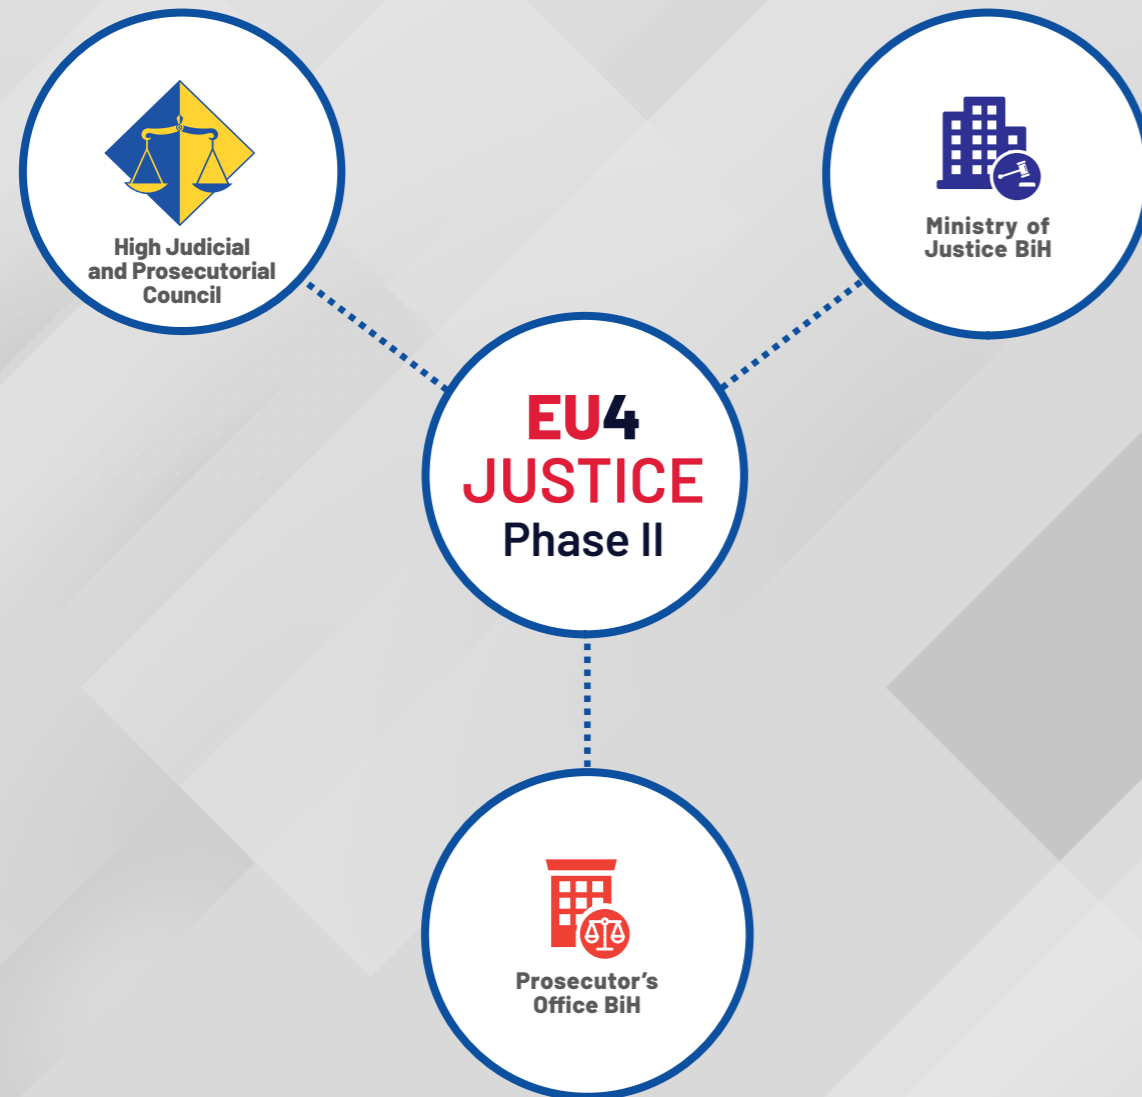 High Judicial
and Prosecutorial
Council
Ministry of
Justice BiH
EU4
JUSTICE
Phase II
Prosecutor's
Office BiH